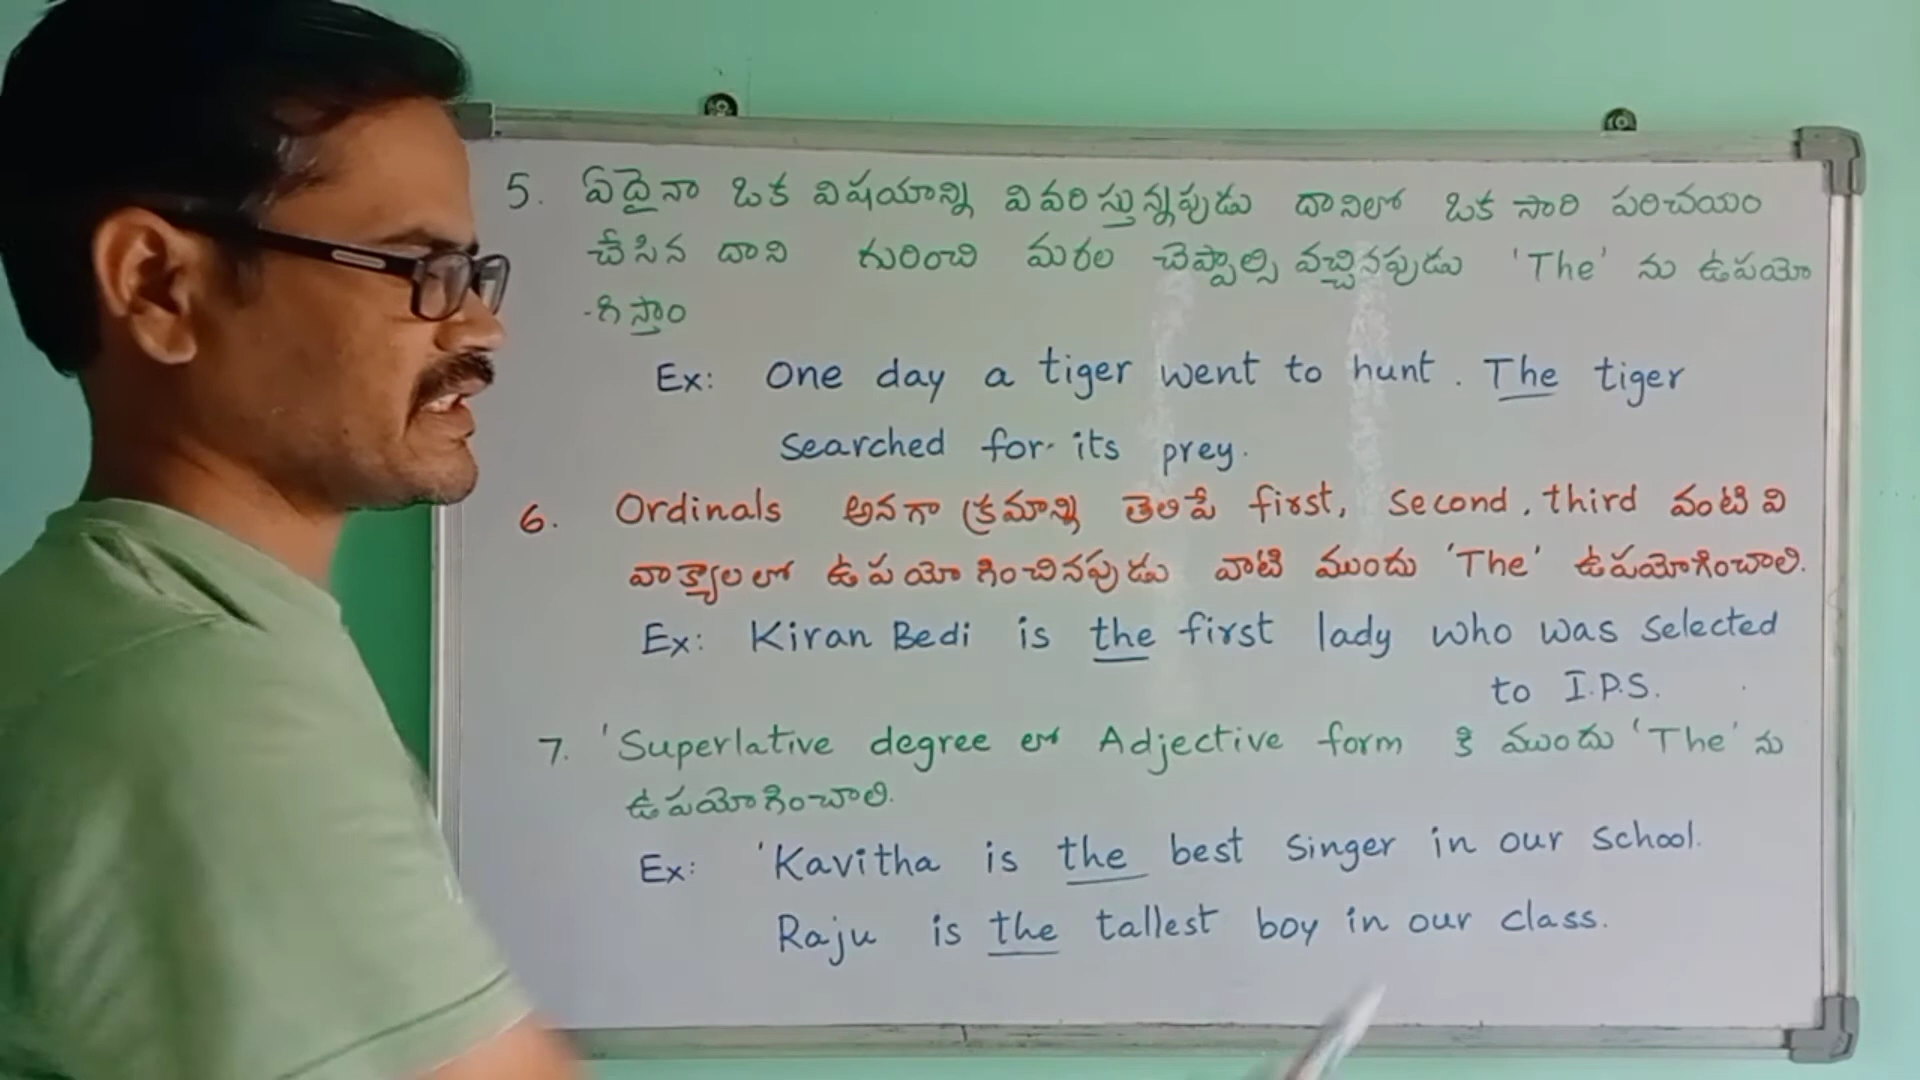 5. ఏదైనా ఒక విషయాన్ని వివరిస్తున్నపుడు దానిలో ఒక సారి పరిచయం
చేసిన దాని గురించి మరల చెప్పాల్సి వచ్చినపుడు 'The' ను ఉపయో
-గిస్తాం
Ex: One day a tiger went to hunt. The tiger
searched for its prey.
6. Ordinals అనగా క్రమాన్ని తెలిపే first, second, third వంటి వి
వాక్యాలలో ఉపయోగించినపుడు వాటి ముందు 'The' ఉపయోగించాలి.
Ex: Kiran Bedi is the first lady who was selected
to I.P.S.
7. 'Superlative degree లో Adjective form కి ముందు 'The' ను
ఉపయోగించాలి.
Ex: 'Kavitha is the best singer in our school.
Raju is the tallest boy in our class.